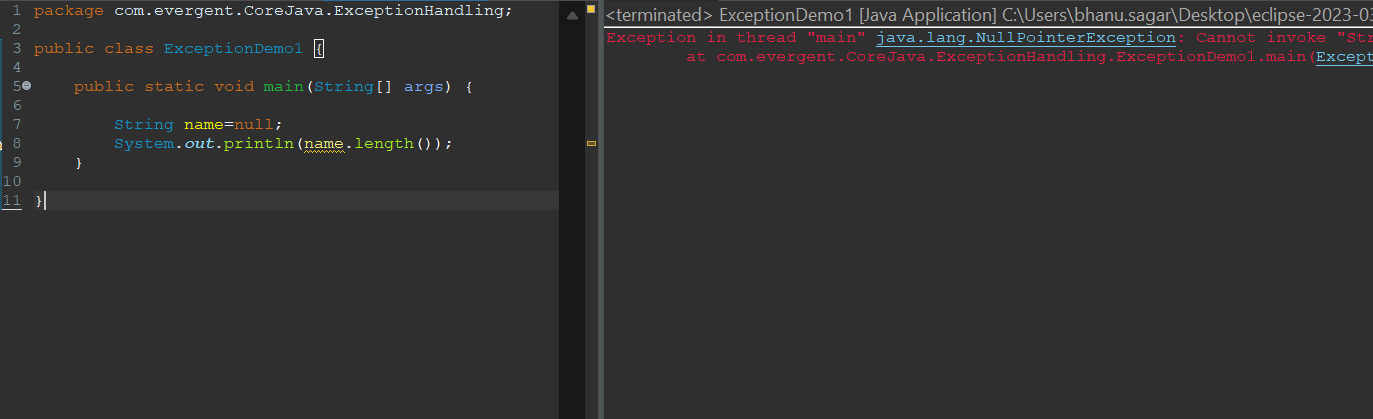 1 package com.evergent.CoreJava.ExceptionHandling;
2
3 public class ExceptionDemo1 {
4
5 public static void main(String[] args) {
6
7 String name=null;
8 System.out.println(name.length());
9 }
10
11 }
<terminated> ExceptionDemo1 [Java Application] C:\Users\bhanu.sagar\Desktop\eclipse-2023-03
Exception in thread "main" java.lang.NullPointerException: Cannot invoke "Str
at com.evergent.CoreJava.ExceptionHandling.ExceptionDemo1.main(Except